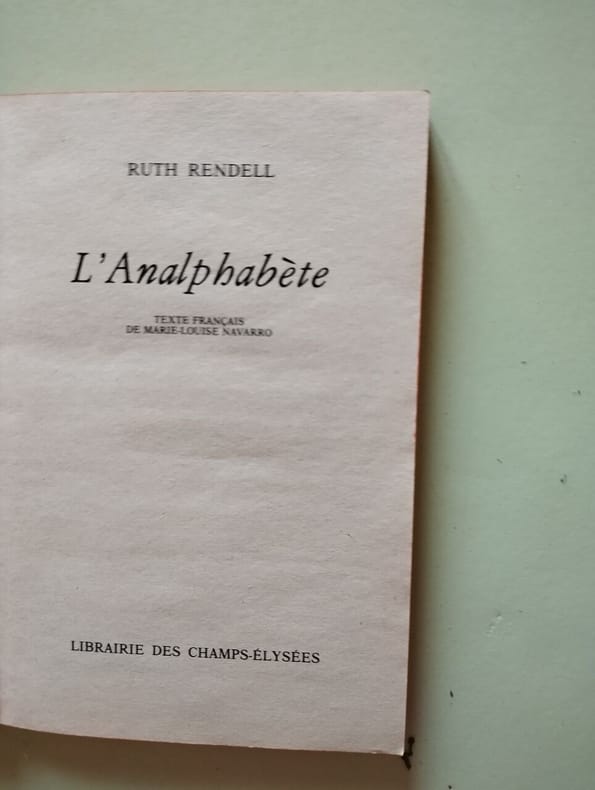 RUTH RENDELL
L'Analphabète
TEXTE FRANÇAIS
DE MARIE-LOUISE NAVARRO
LIBRAIRIE DES CHAMPS-ÉLYSÉES